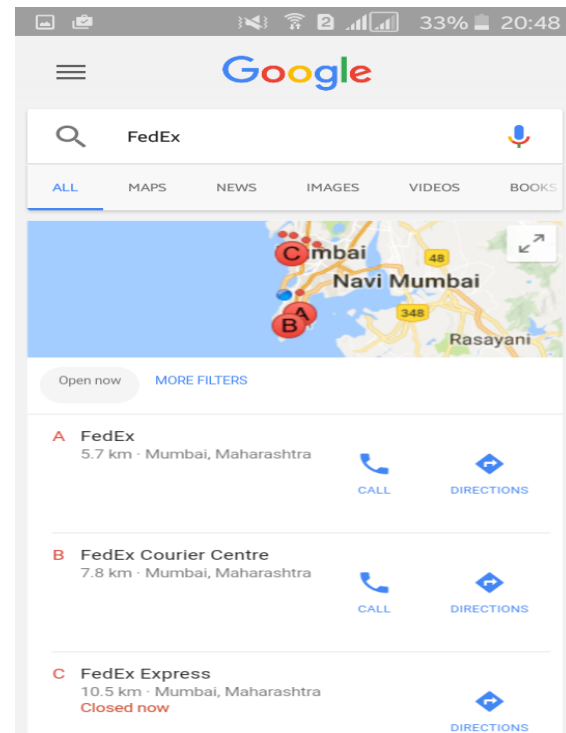 2 33% 20:48
Google
FedEx
ALL MAPS NEWS IMAGES VIDEOS BOOKS
C mbai
48
Navi Mumbai
A
348
B
Rasayani
Open now MORE FILTERS
A FedEx
5.7 km · Mumbai, Maharashtra
CALL DIRECTIONS
B FedEx Courier Centre
7.8 km · Mumbai, Maharashtra
CALL DIRECTIONS
C FedEx Express
10.5 km · Mumbai, Maharashtra
Closed now
DIRECTIONS